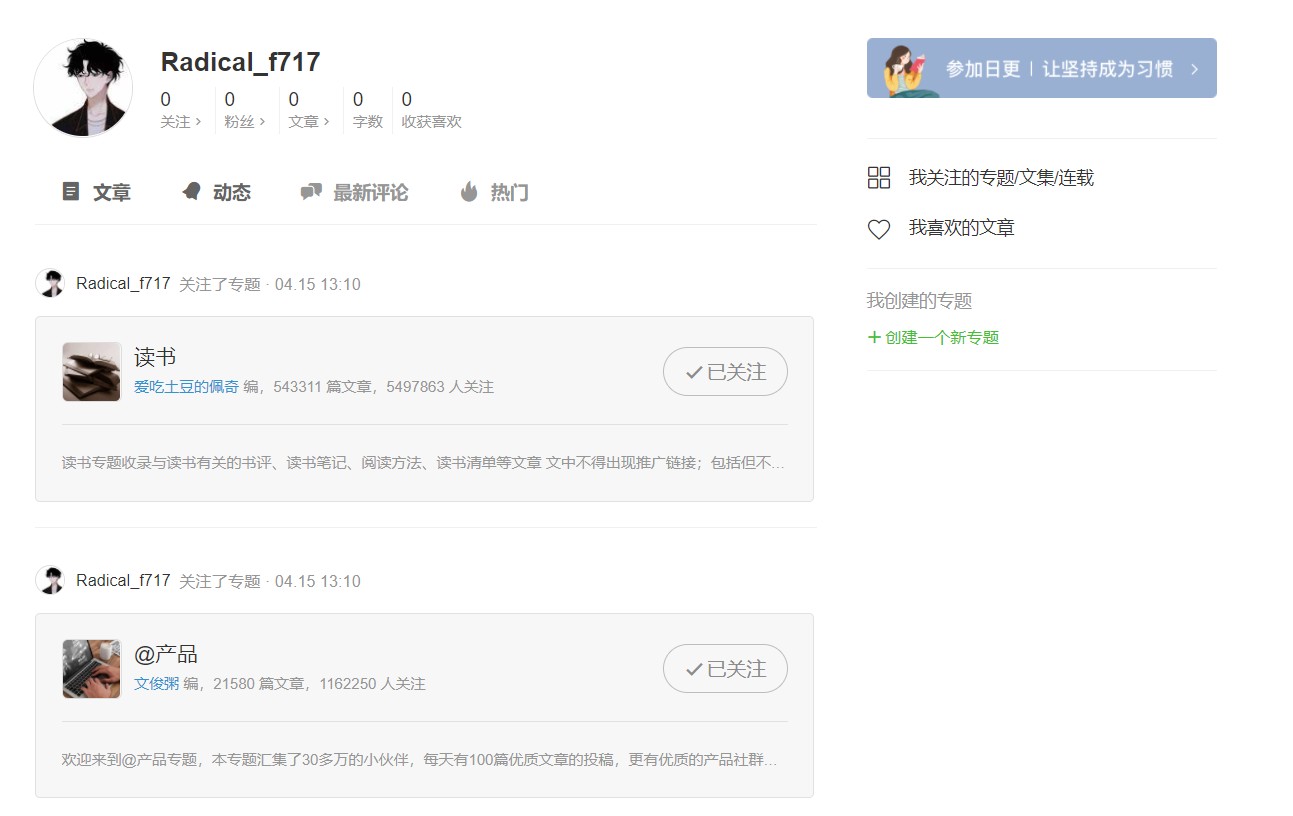 Radical_f717
0 0 0 0 0
关注 粉丝 文章 字数 收获喜欢
文章 动态 最新评论 热门
Radical_f717 关注了专题 · 04.15 13:10
读书
爱吃土豆的佩奇 编，543311 篇文章，5497863 人关注
已关注
读书专题收录与读书有关的书评、读书笔记、阅读方法、读书清单等文章 文中不得出现推广链接；包括但不...
Radical_f717 关注了专题 · 04.15 13:10
@产品
文俊粥 编，21580 篇文章，1162250 人关注
已关注
欢迎来到@产品专题，本专题汇集了30多万的小伙伴，每天有100篇优质文章的投稿，更有优质的产品社群...
参加日更 | 让坚持成为习惯
我关注的专题/文集/连载
我喜欢的文章
我创建的专题
+ 创建一个新专题